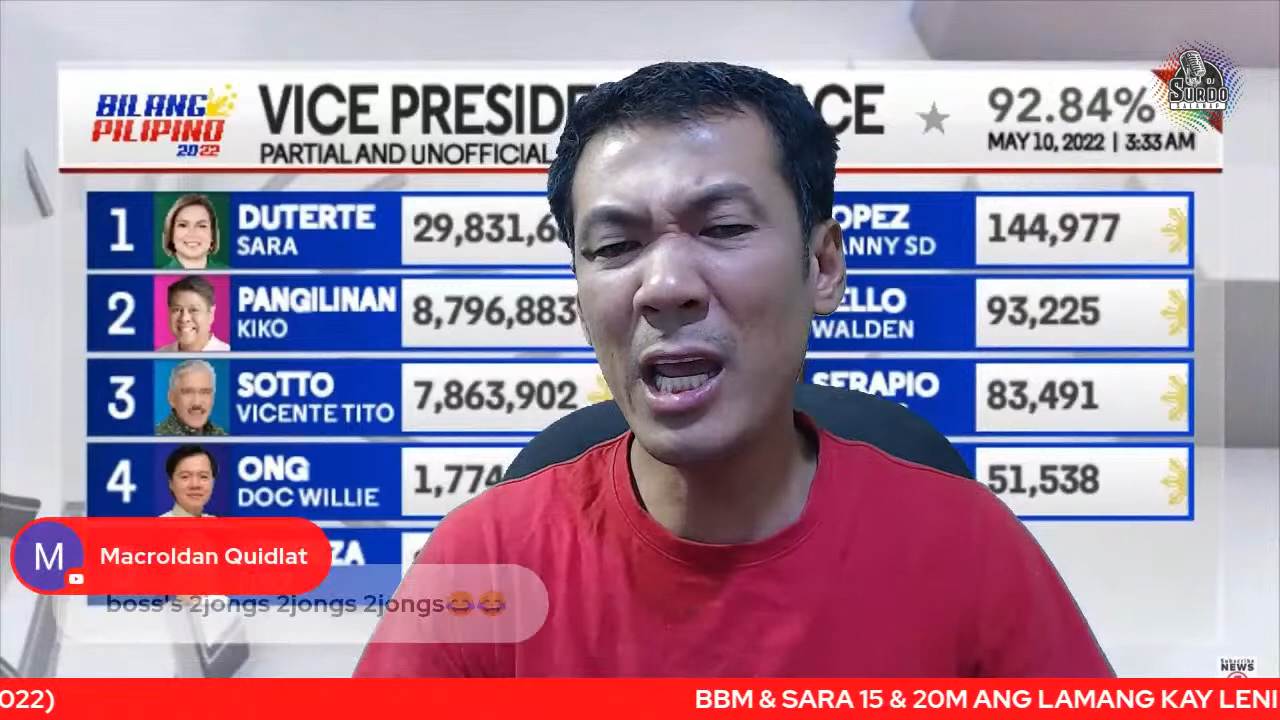 BILANG
PILIPINO
2022
VICE PRESIDE
CE
PARTIAL AND UNOFFICIAL
92.84%
MAY 10, 2022 | 3:33 AM
SURDO
1
DUTERTE
SARA
29,831,6
2
PANGILINAN
KIKO
8,796,883
3
SOTTO
VICENTE TITO
7,863,902
4
ONG
DOC WILLIE
1,774
ZA
OPEZ
ANNY SD
144,977
ELLO
WALDEN
93,225
SERAPIO
83,491
51,538
M
Macroldan Quidlat
boss's 2jongs 2jongs 2jongs😂😂
Subscribe
NEWS
022)
BBM & SARA 15 & 20M ANG LAMANG KAY LENI